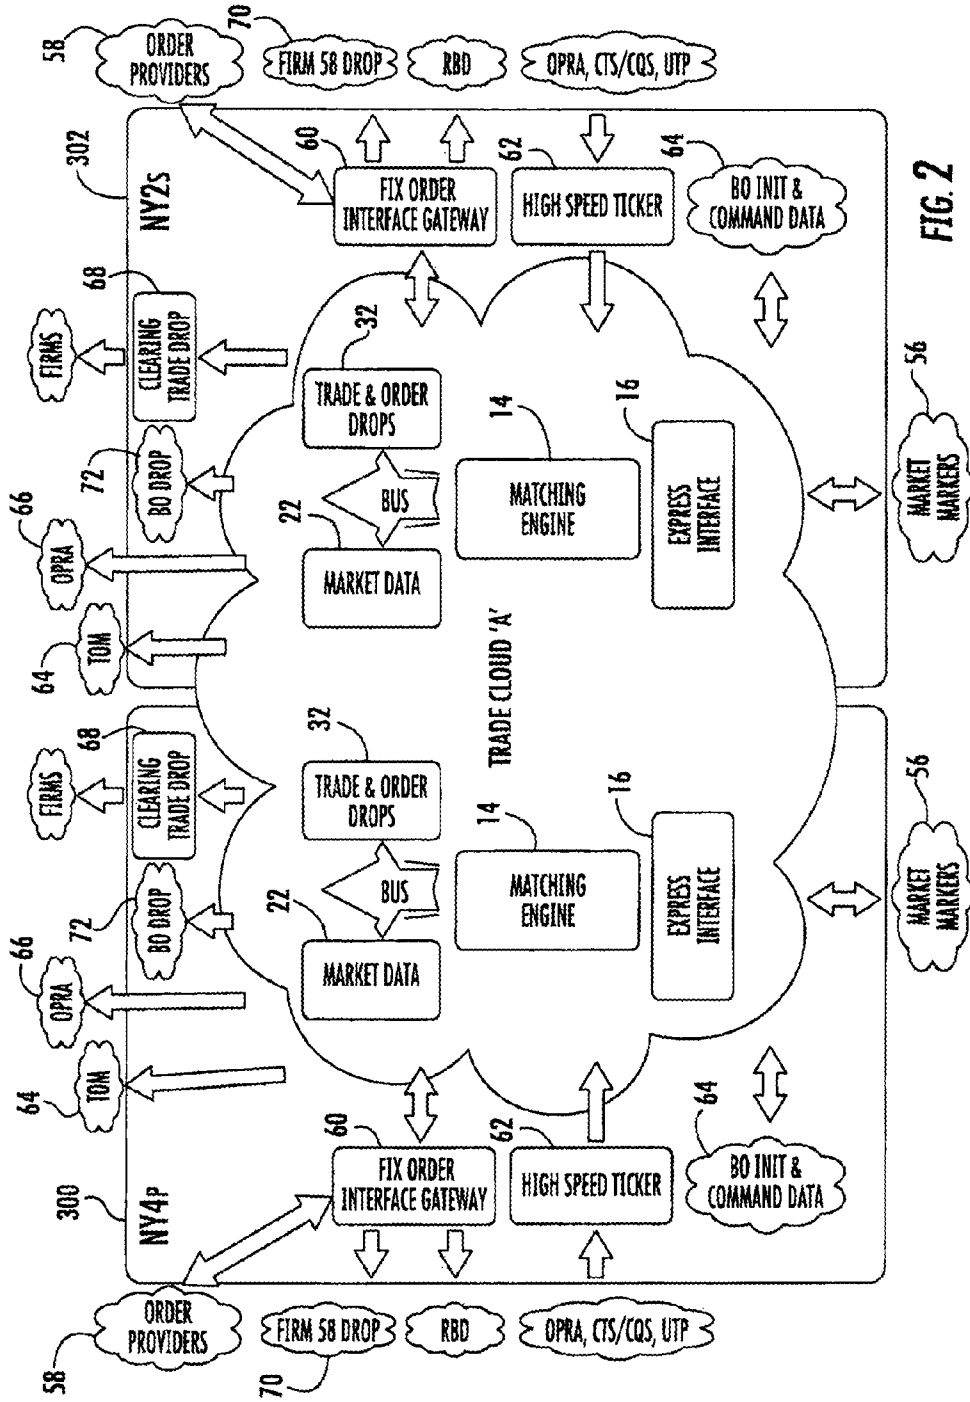 58
ORDER
PROVIDERS
70
FIRM 58 DROP
RBD
OPRA, CTS/CQS, UTP
300
NY4P
60
FIX ORDER
INTERFACE GATEWAY
62
HIGH SPEED TICKER
64
BO INIT &
COMMAND DATA
64
TOM
66
OPRA
72
BO DROP
FIRMS
68
CLEARING
TRADE DROP
22
MARKET DATA
BUS
32
TRADE & ORDER
DROPS
14
MATCHING
ENGINE
16
EXPRESS
INTERFACE
56
MARKET
MARKERS
TRADE CLOUD 'A'
64
TOM
66
OPRA
72
BO DROP
FIRMS
68
CLEARING
TRADE DROP
22
MARKET DATA
BUS
32
TRADE & ORDER
DROPS
14
MATCHING
ENGINE
16
EXPRESS
INTERFACE
56
MARKET
MARKERS
302
NY2S
60
FIX ORDER
INTERFACE GATEWAY
62
HIGH SPEED TICKER
64
BO INIT &
COMMAND DATA
58
ORDER
PROVIDERS
70
FIRM 58 DROP
RBD
OPRA, CTS/CQS, UTP
FIG. 2